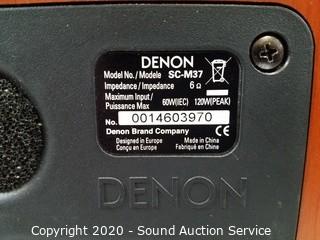 DENON
Model No. / Modele SC-M37
Impedance / Impedance 6 Ω
Maximum Input / Puissance Max 60W(IEC) 120W(PEAK)
No. 0014603970
Denon Brand Company
Designed in Europe Made in China
Conçu en Europe Fabriqué en Chine
DENON
Copyright © 2020 - Sound Auction Service